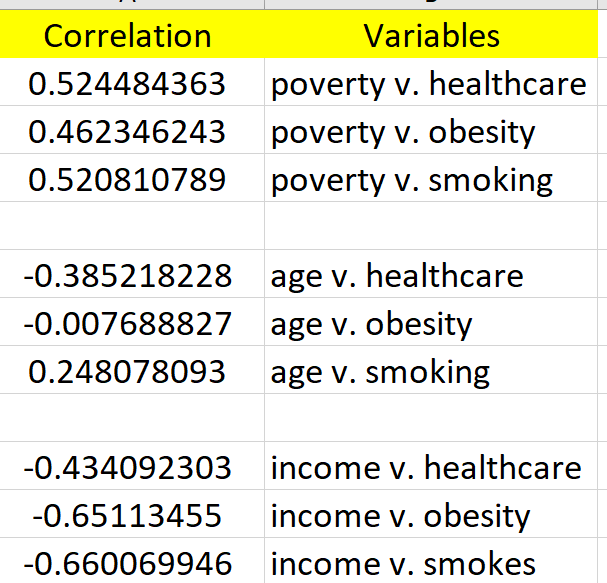 Correlation Variables
0.524484363 poverty v. healthcare
0.462346243 poverty v. obesity
0.520810789 poverty v. smoking
-0.385218228 age v. healthcare
-0.007688827 age v. obesity
0.248078093 age v. smoking
-0.434092303 income v. healthcare
-0.65113455 income v. obesity
-0.660069946 income v. smokes